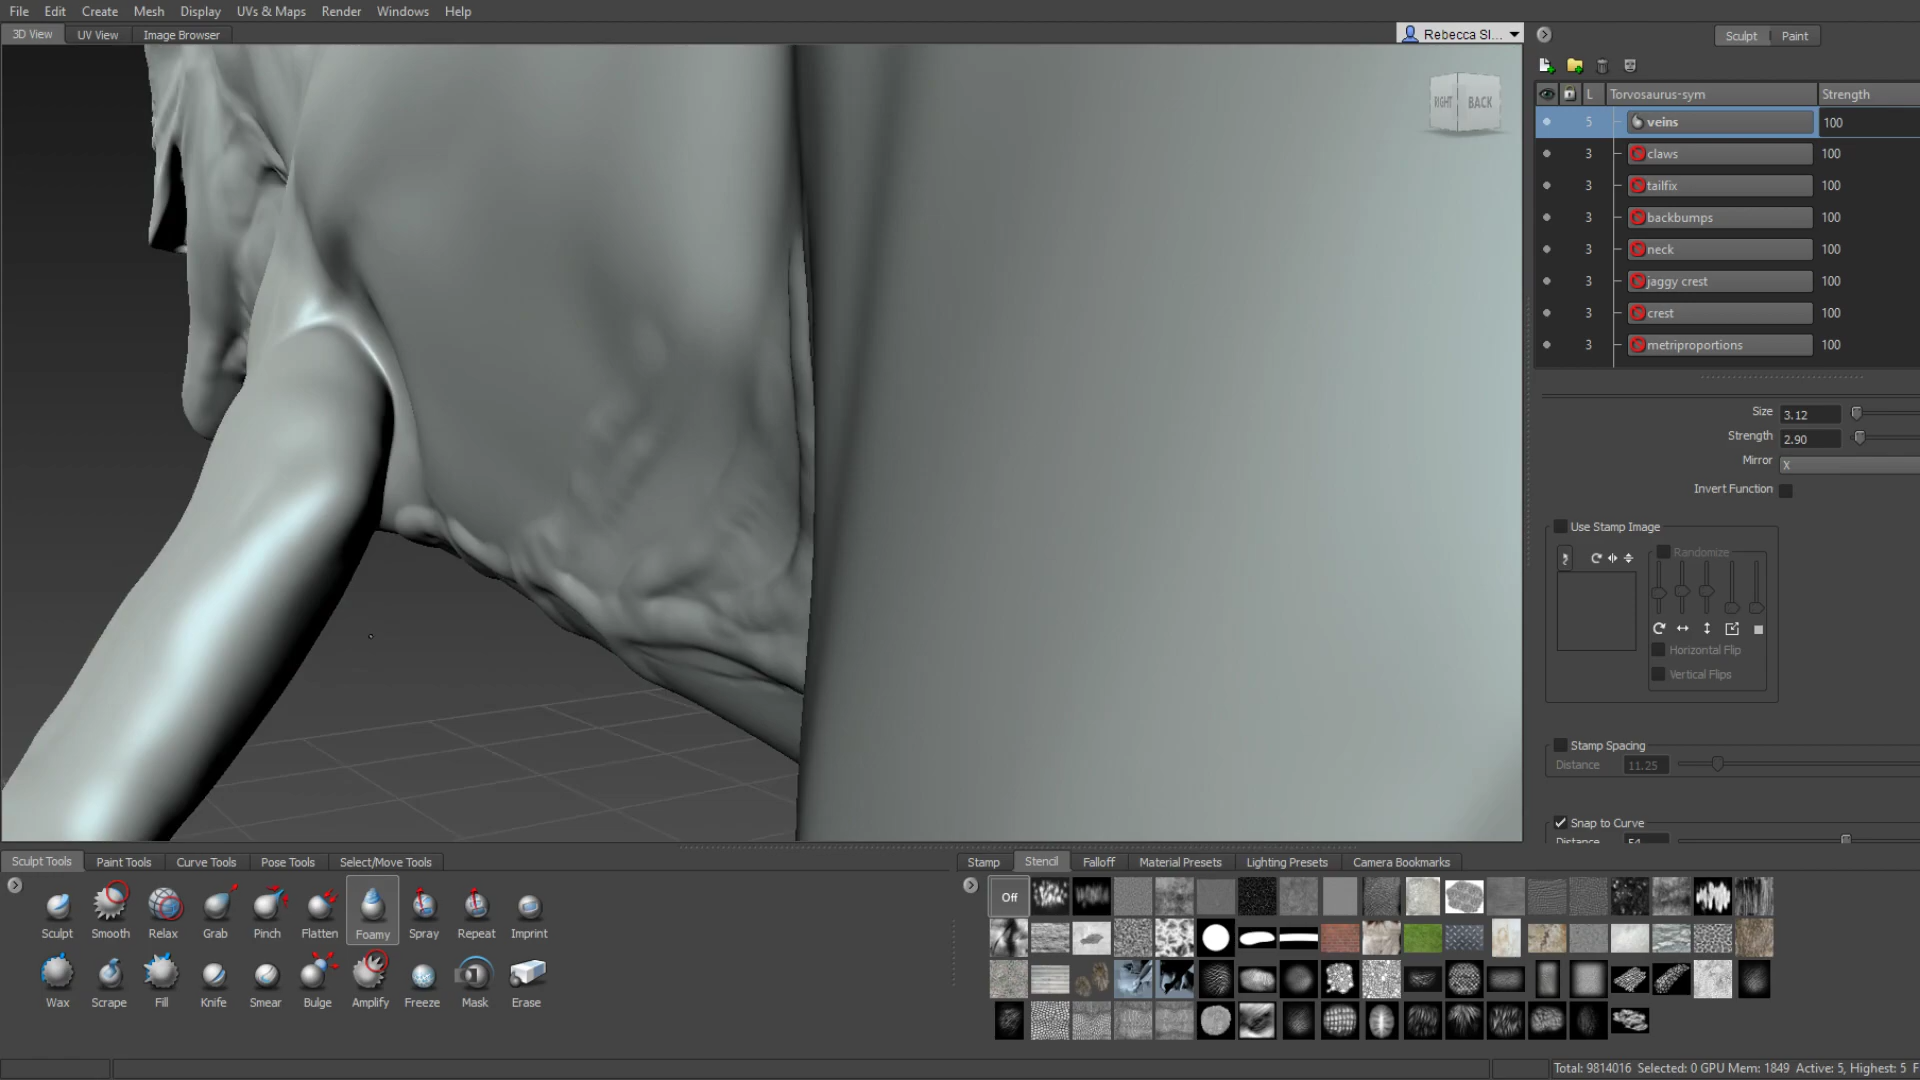 File Edit Create Mesh Display UVs & Maps Render Windows Help
3D View UV View Image Browser
Rebecca Sl...
Sculpt Paint
RIGHT BACK
L Torvosaurus-sym Strength
5 veins 100
3 claws 100
3 tailfix 100
3 backbumps 100
3 neck 100
3 jaggy crest 100
3 crest 100
3 metriproportions 100
Size 3.12
Strength 2.90
Mirror X
Invert Function
Use Stamp Image
Randomize
Horizontal Flip
Vertical Flips
Stamp Spacing
Distance 11.25
Snap to Curve
Distance 54
Sculpt Tools Paint Tools Curve Tools Pose Tools Select/Move Tools
Stamp Stencil Falloff Material Presets Lighting Presets Camera Bookmarks
Off
Sculpt Smooth Relax Grab Pinch Flatten Foamy Spray Repeat Imprint
Wax Scrape Fill Knife Smear Bulge Amplify Freeze Mask Erase
Total: 9814016 Selected: 0 GPU Mem: 1849 Active: 5, Highest: 5 F